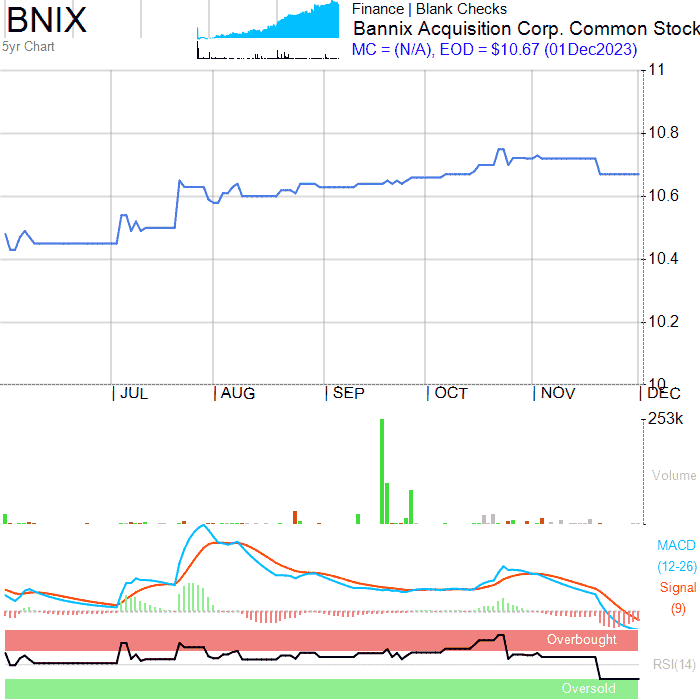 BNIX
5yr Chart
Finance | Blank Checks
Bannix Acquisition Corp. Common Stock
MC = (N/A), EOD = $10.67 (01Dec2023)
11
10.8
10.6
10.4
10.2
10
| JUL | AUG | SEP | OCT | NOV | DEC
253k
Volume
MACD
(12-26)
Signal
(9)
Overbought
RSI(14)
Oversold